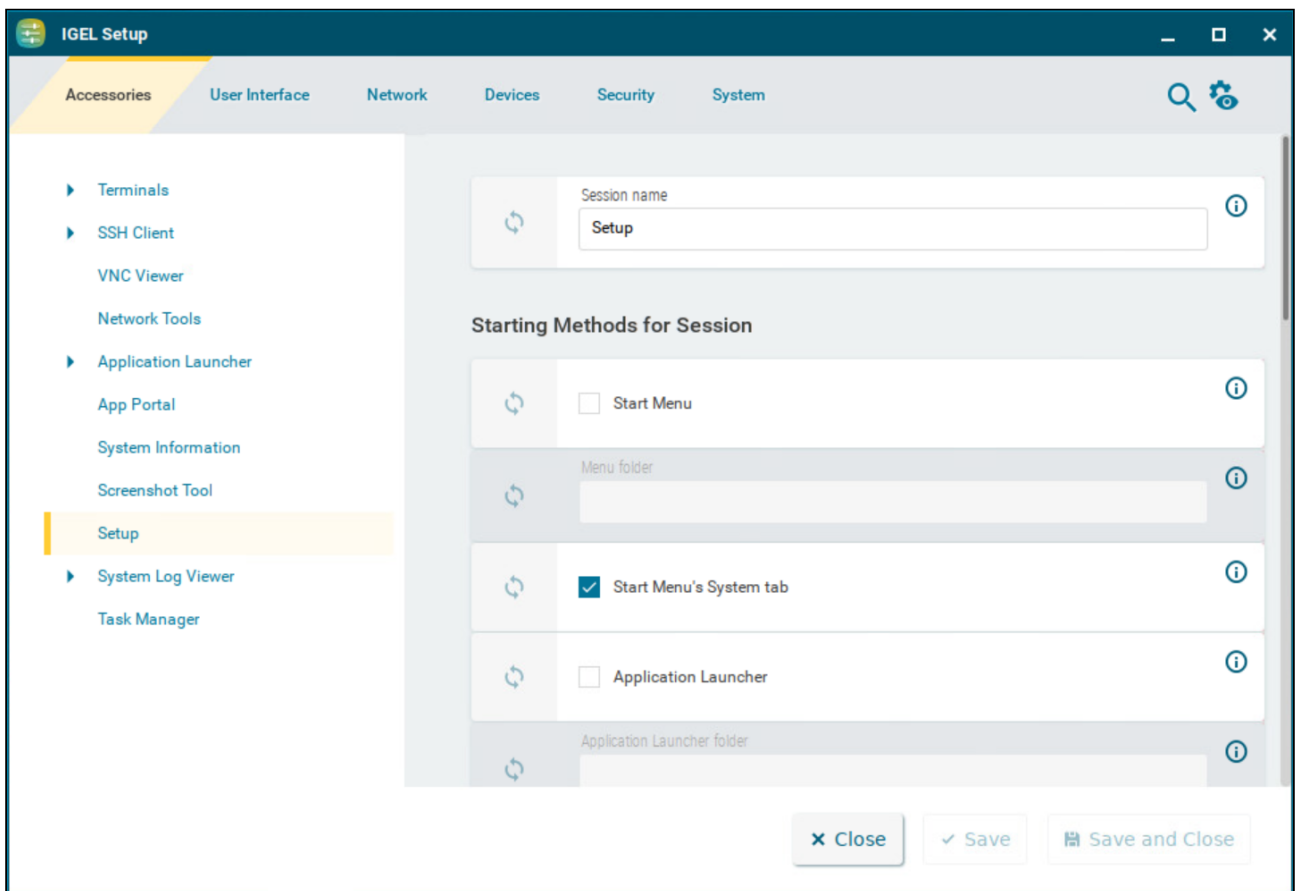 IGEL Setup
Accessories User Interface Network Devices Security System
Terminals
SSH Client
VNC Viewer
Network Tools
Application Launcher
App Portal
System Information
Screenshot Tool
Setup
System Log Viewer
Task Manager
Session name
Setup
Starting Methods for Session
Start Menu
Menu folder
Start Menu's System tab
Application Launcher
Application Launcher folder
Close Save Save and Close